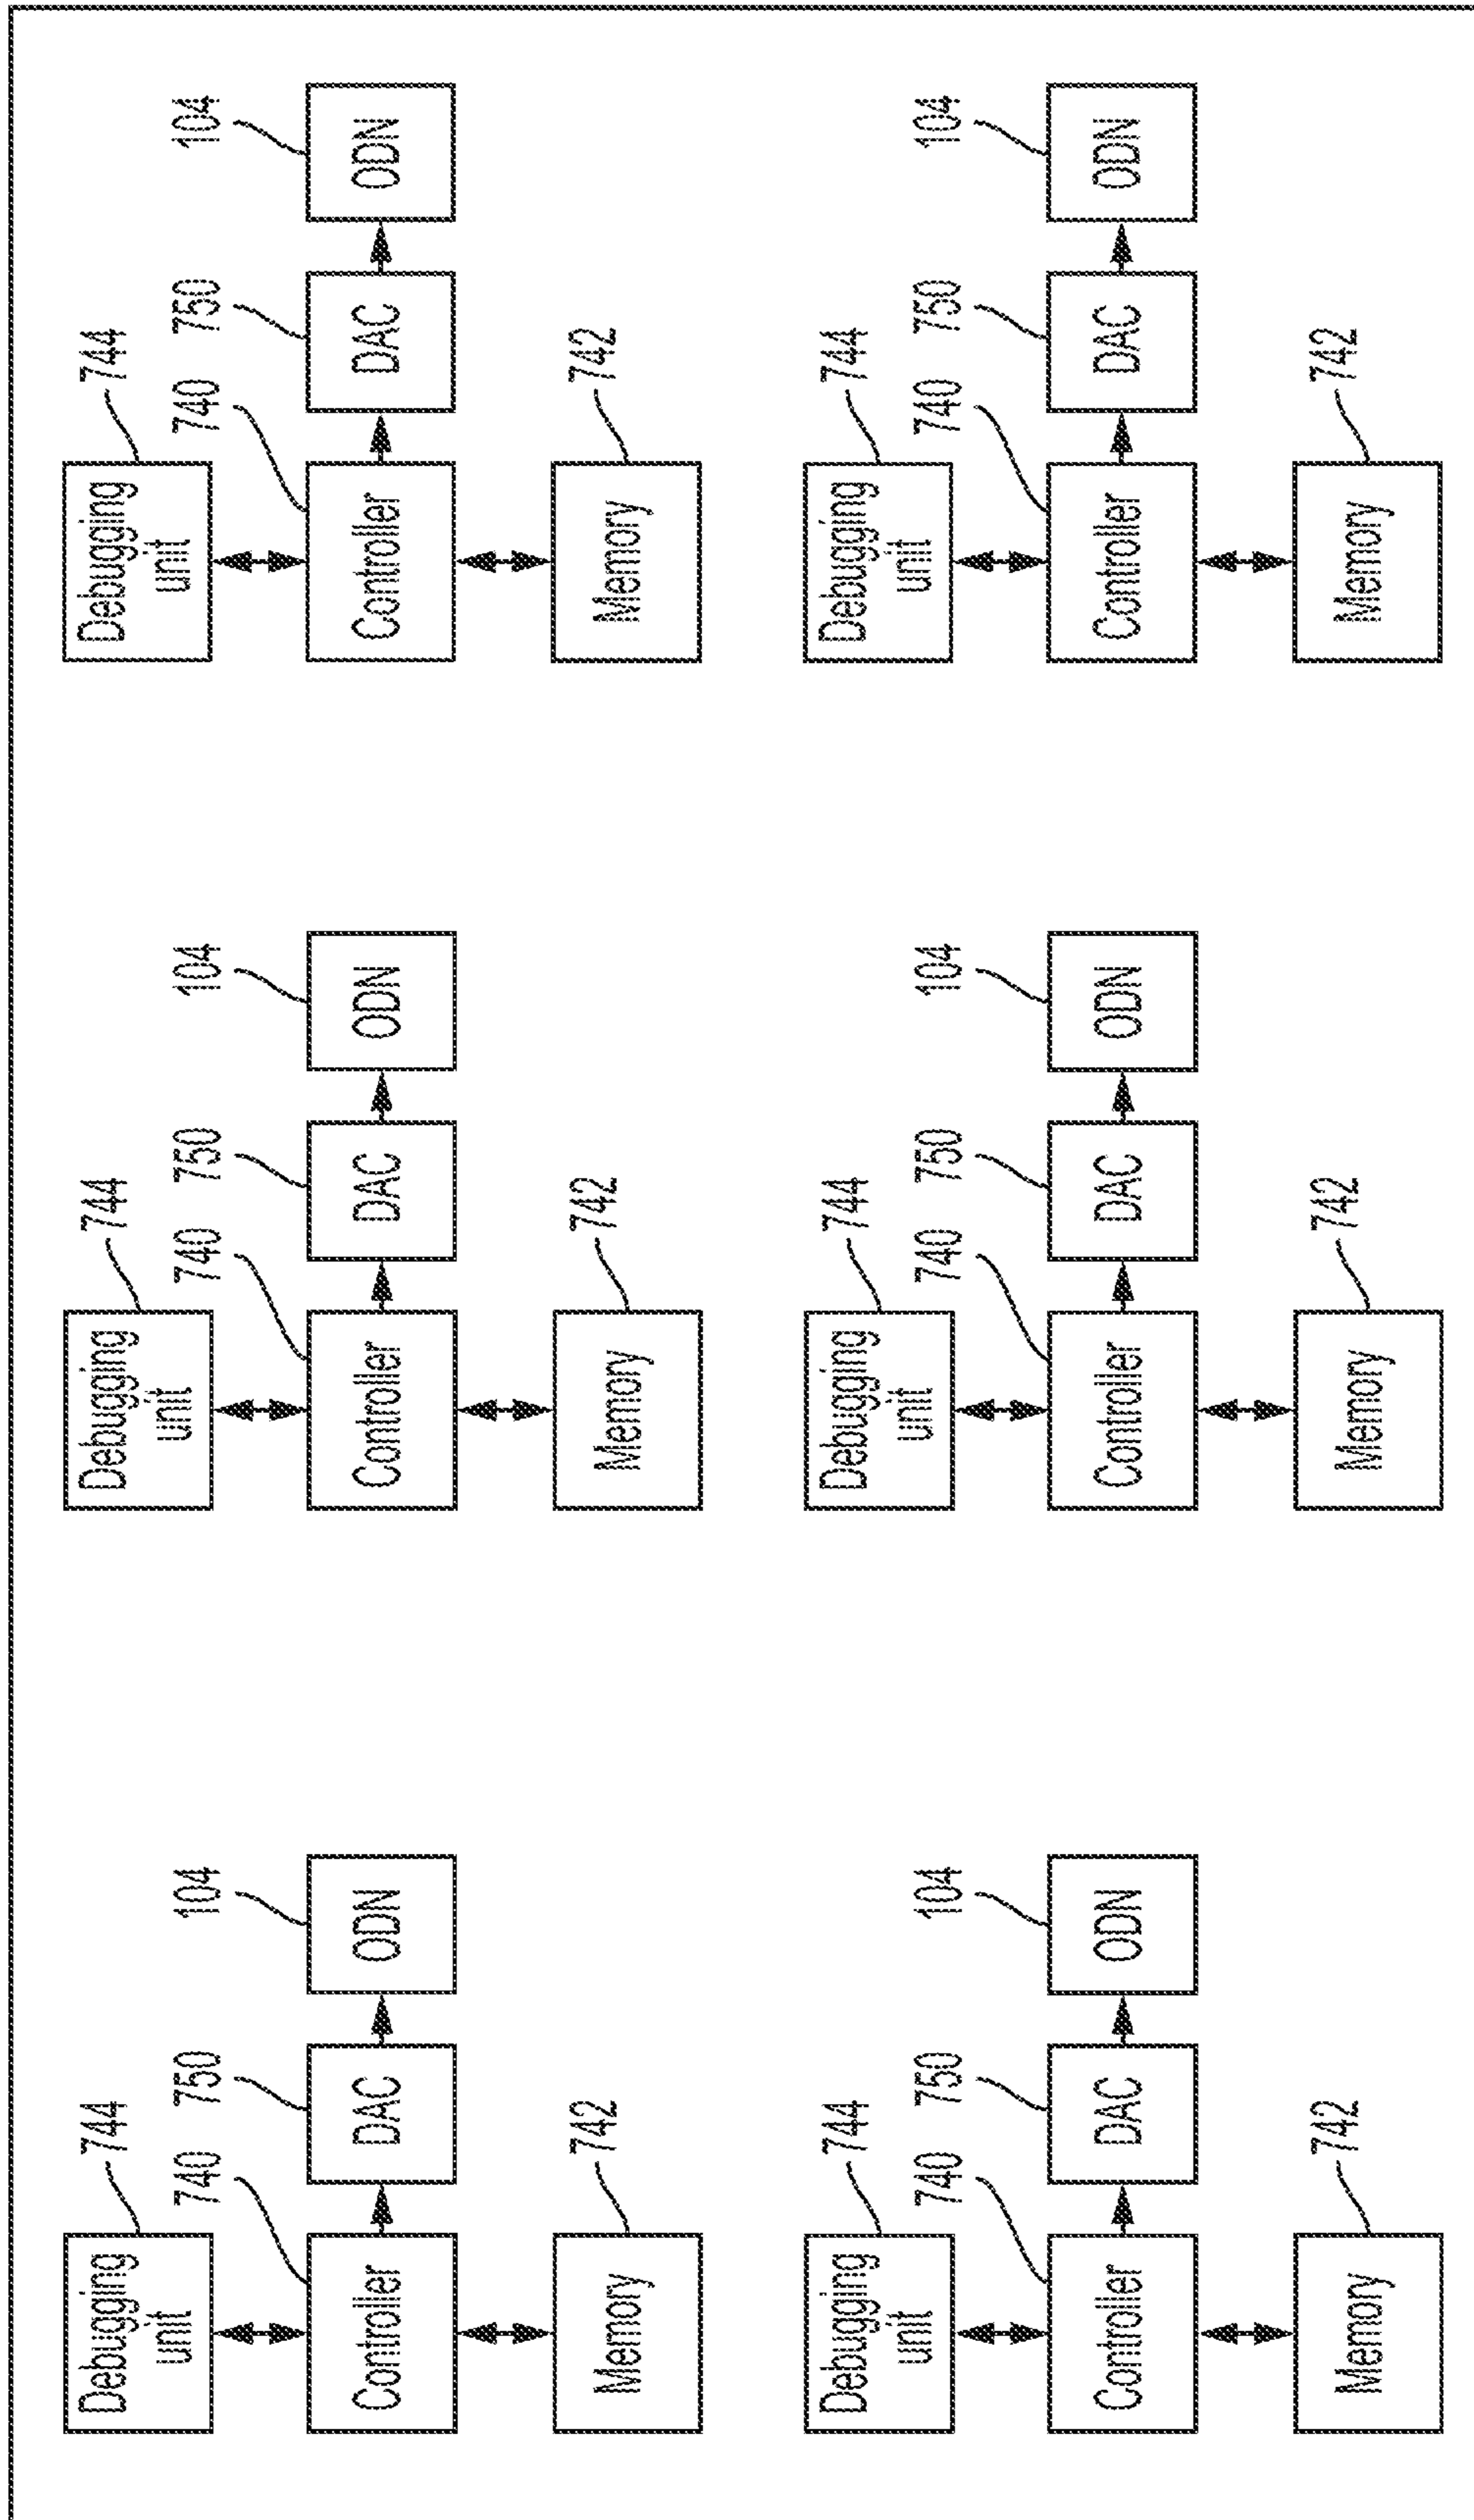 Debugging
unit
744
740
750
104
Controller
DAC
ODN
742
Memory
Debugging
unit
744
740
750
104
Controller
DAC
ODN
742
Memory
Debugging
unit
744
740
750
104
Controller
DAC
ODN
742
Memory
Debugging
unit
744
740
750
104
Controller
DAC
ODN
742
Memory
Debugging
unit
744
740
750
104
Controller
DAC
ODN
742
Memory
Debugging
unit
744
740
750
104
Controller
DAC
ODN
742
Memory